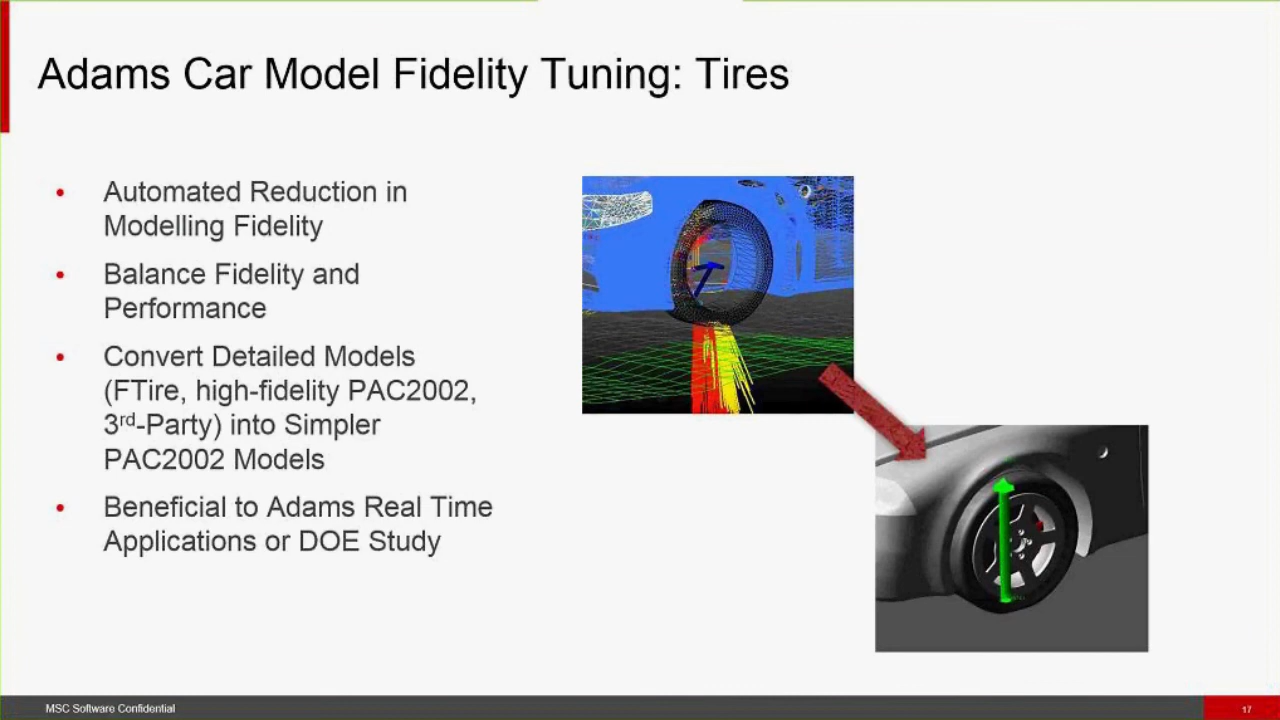 Adams Car Model Fidelity Tuning: Tires
• Automated Reduction in
Modelling Fidelity
• Balance Fidelity and
Performance
• Convert Detailed Models
(FTire, high-fidelity PAC2002,
3rd-Party) into Simpler
PAC2002 Models
• Beneficial to Adams Real Time
Applications or DOE Study
MSC Software Confidential
17